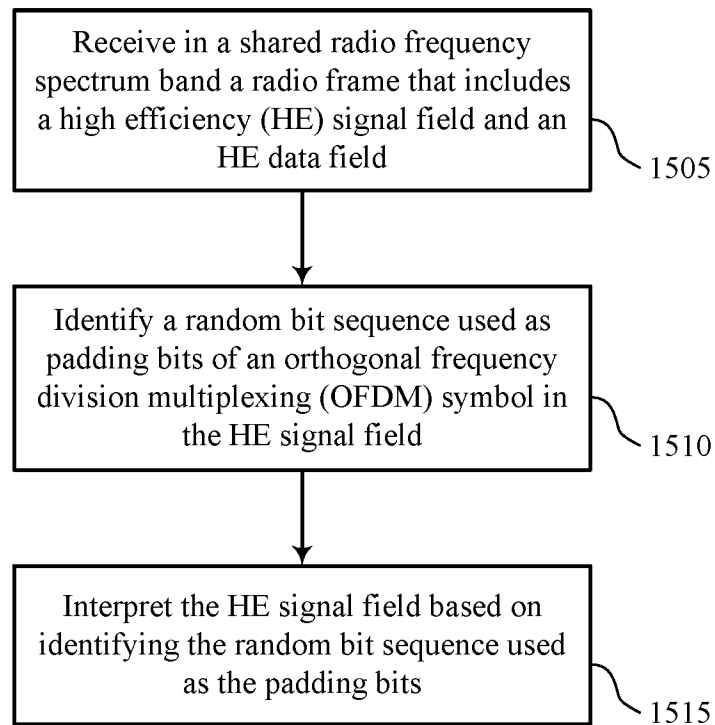 Receive in a shared radio frequency
spectrum band a radio frame that includes
a high efficiency (HE) signal field and an
HE data field
1505
Identify a random bit sequence used as
padding bits of an orthogonal frequency
division multiplexing (OFDM) symbol in
the HE signal field
1510
Interpret the HE signal field based on
identifying the random bit sequence used
as the padding bits
1515